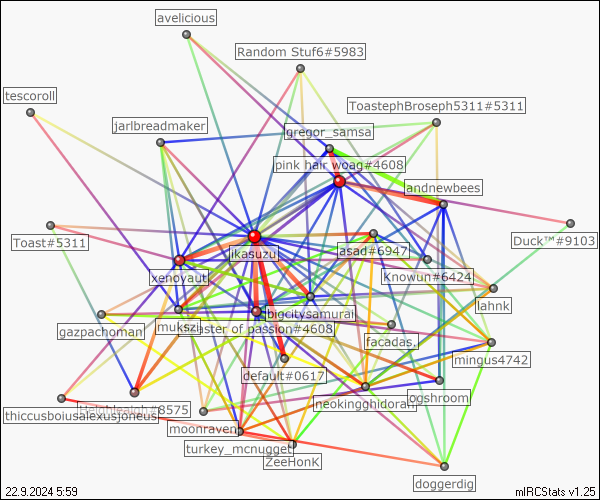 avelicious
Random Stuf6#5983
tescoroll
ToastephBroseph5311#5311
jarlbreadmaker
gregor_samsa
pink hair woag#4608
andnewbees
Toast#5311
Duck™#9103
ikasuzu
asad#6947
xenoyaut
Knowun#6424
lahnk
bigcitysamurai
gazpachoman
mukszi
master of passion#4608
facadas.
mingus4742
default#0617
thiccusboiusalexusjoneus
#8575
neokingghidorah
ogshroom
moonraven
turkey_mcnugget
ZeeHonK
doggerdig
22.9.2024 5:59
mIRCStats v1.25